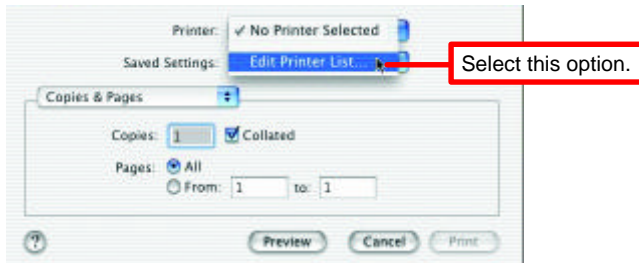 Printer: ✓ No Printer Selected
Saved Settings: Edit Printer List...
Select this option.
Copies & Pages
Copies: 1 Collated
Pages: All
From: 1 to: 1
? Preview Cancel Print